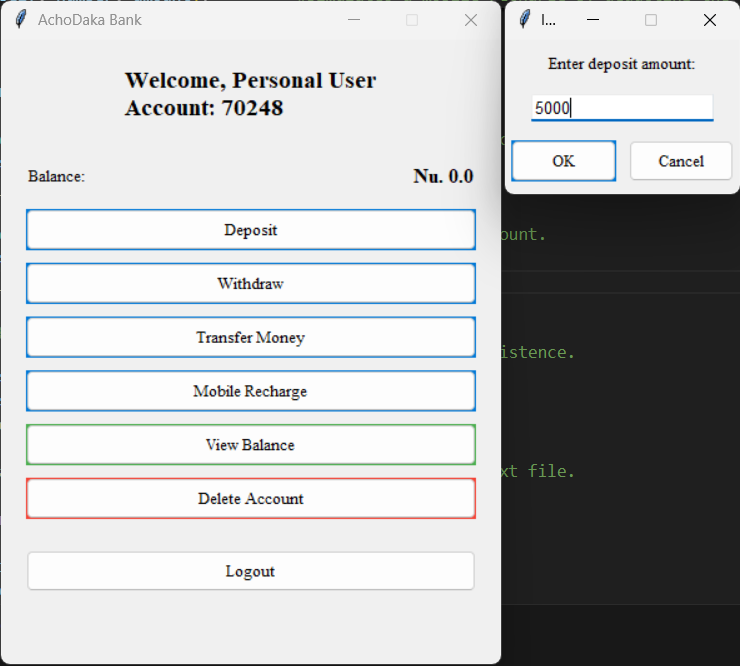 AchoDaka Bank
Welcome, Personal User
Account: 70248
Balance:
Nu. 0.0
Deposit
Withdraw
Transfer Money
Mobile Recharge
View Balance
Delete Account
Logout
I...
Enter deposit amount:
5000
OK
Cancel
ount.
istence.
xt file.